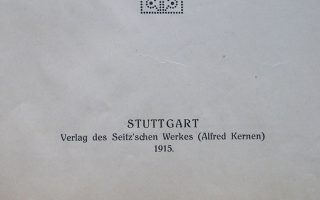 STUTTGART
Verlag des Seitz'schen Werkes (Alfred Kernen)
1915.